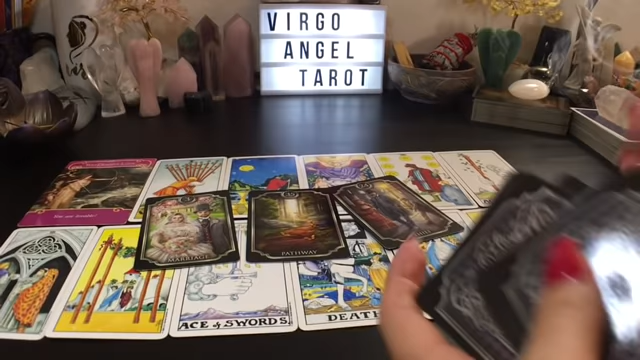 VIRGO
ANGEL
TAROT
MARRIAGE
PATHWAY
ACE of SWORDS.
DEATH